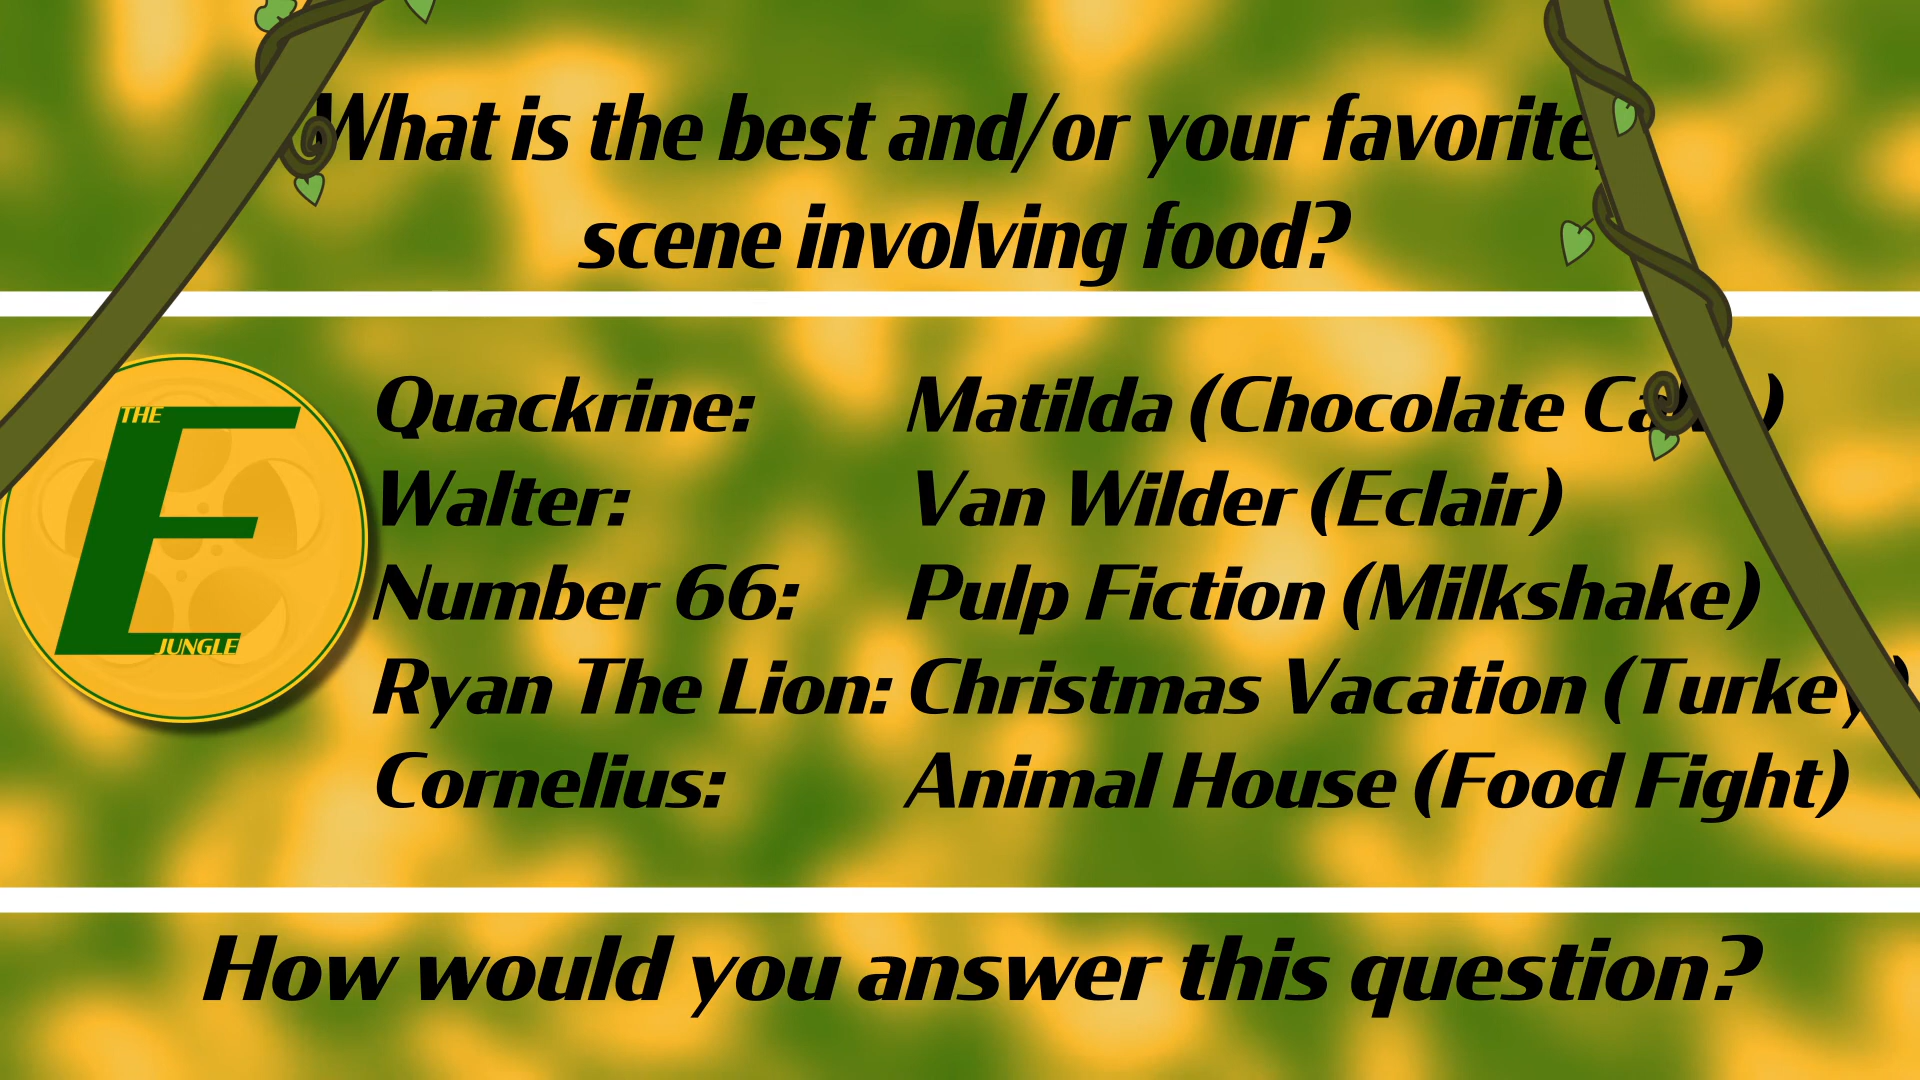 What is the best and/or your favorite,
scene involving food?
THE
E
JUNGLE
Quackrine: Matilda (Chocolate
Walter: Van Wilder (Eclair)
Number 66: Pulp Fiction (Milkshake)
Ryan The Lion: Christmas Vacation (Turkey)
Cornelius: Animal House (Food Fight)
How would you answer this question?